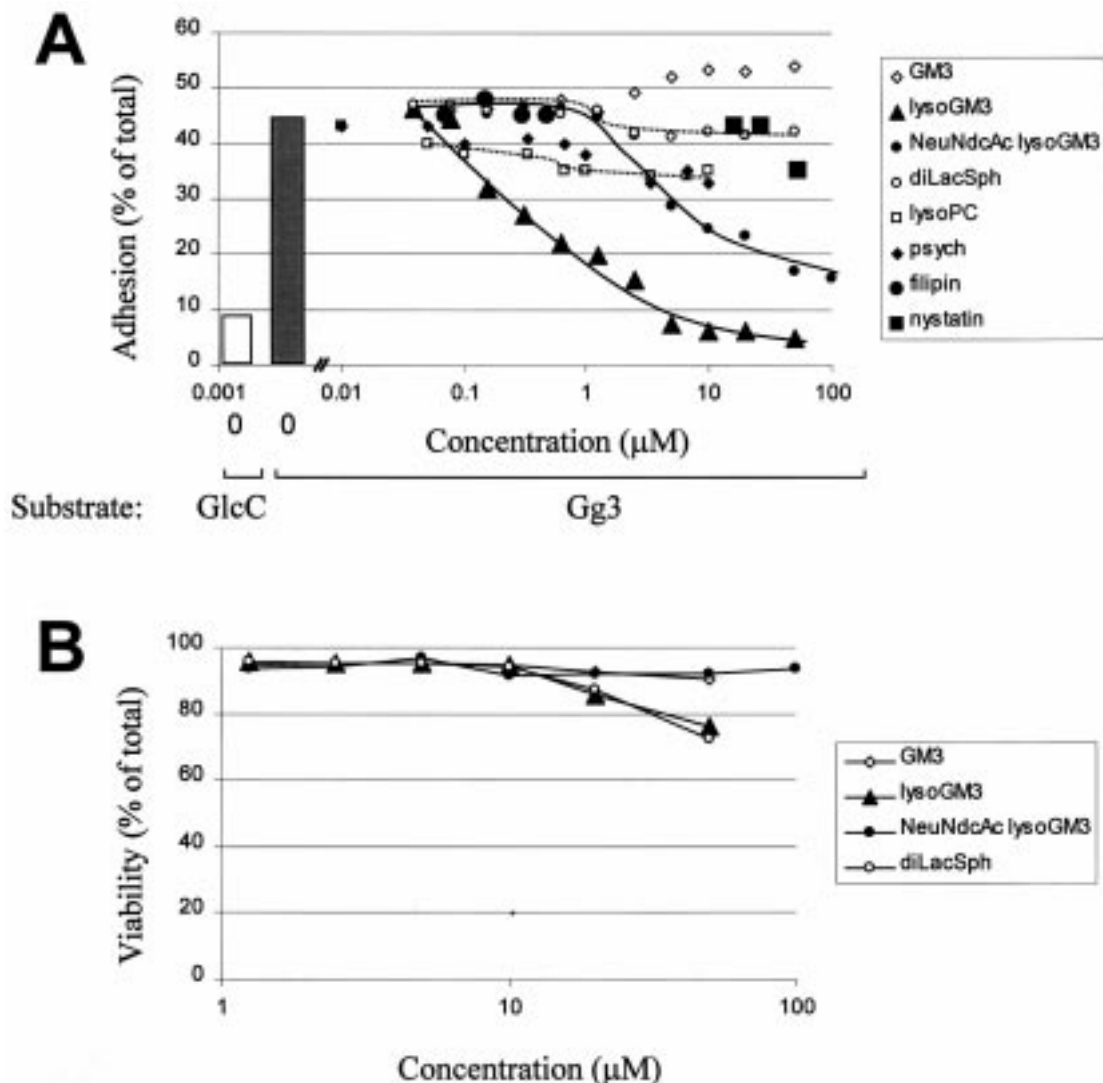 A
Adhesion (% of total)
60
50
40
30
20
10
0
0.001
0.01
0.1
1
10
100
0
0
Concentration (µM)
Substrate:
GlcC
Gg3
GM3
lysoGM3
NeuNdcAc lysoGM3
diLacSph
lysoPC
psych
filipin
nystatin
B
Viability (% of total)
100
80
60
40
20
0
1
10
100
Concentration (µM)
GM3
lysoGM3
NeuNdcAc lysoGM3
diLacSph